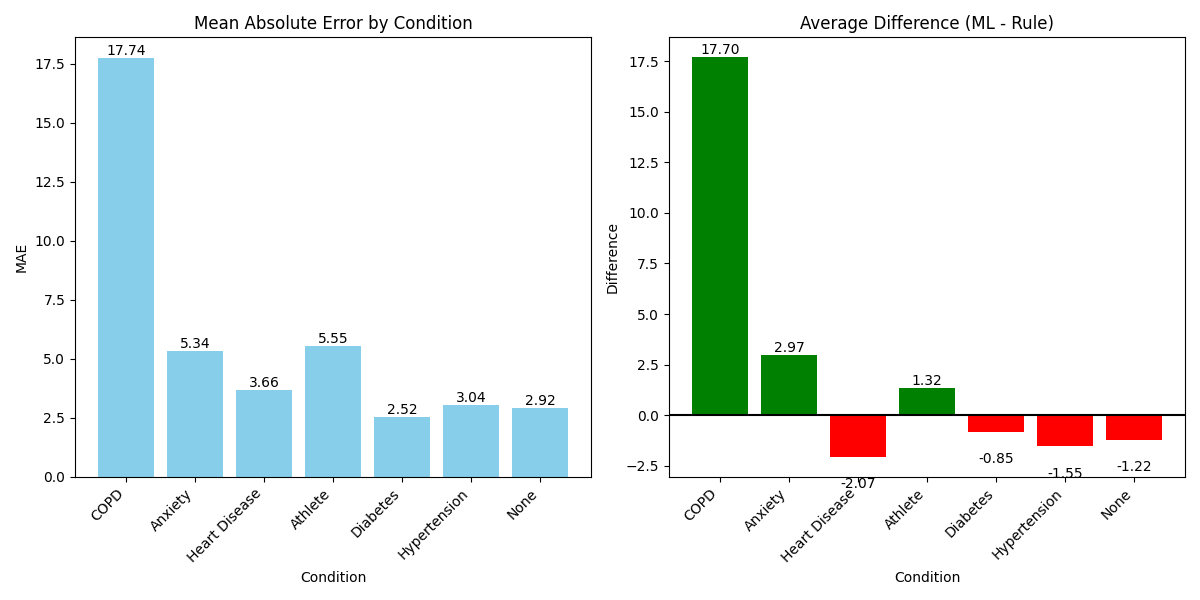 Mean Absolute Error by Condition
MAE
17.5
15.0
12.5
10.0
7.5
5.0
2.5
0.0
17.74
5.34
3.66
5.55
2.52
3.04
2.92
COPD
Anxiety
Heart Disease
Athlete
Diabetes
Hypertension
None
Condition
Average Difference (ML - Rule)
Difference
17.5
15.0
12.5
10.0
7.5
5.0
2.5
0.0
−2.5
17.70
2.97
-2.07
1.32
-0.85
-1.55
-1.22
COPD
Anxiety
Heart Disease
Athlete
Diabetes
Hypertension
None
Condition